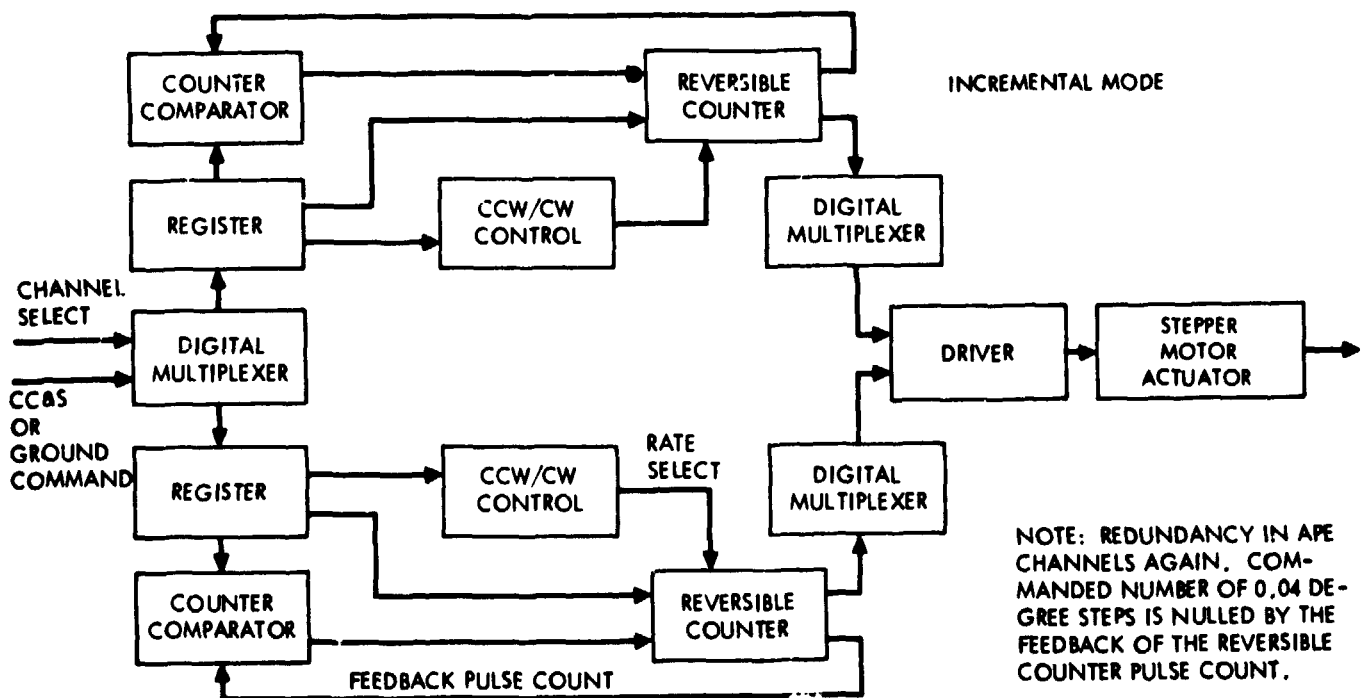 COUNTER
COMPARATOR
REVERSIBLE
COUNTER
INCREMENTAL MODE
REGISTER
CCW/CW
CONTROL
DIGITAL
MULTIPLEXER
CHANNEL
SELECT
DIGITAL
MULTIPLEXER
DRIVER
STEPPER
MOTOR
ACTUATOR
CC&S
OR
GROUND
COMMAND
REGISTER
CCW/CW
CONTROL
RATE
SELECT
DIGITAL
MULTIPLEXER
COUNTER
COMPARATOR
REVERSIBLE
COUNTER
FEEDBACK PULSE COUNT
NOTE: REDUNDANCY IN APE
CHANNELS AGAIN. COM-
MANDED NUMBER OF 0.04 DE-
GREE STEPS IS NULLED BY THE
FEEDBACK OF THE REVERSIBLE
COUNTER PULSE COUNT.